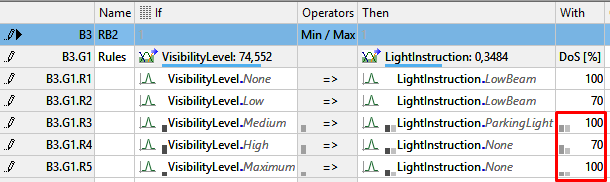 Name If Operators Then With
B3 RB2 Min / Max
B3.G1 Rules VisibilityLevel: 74,552 LightInstruction: 0,3484 DoS [%]
B3.G1.R1 VisibilityLevel.None => LightInstruction.LowBeam 100
B3.G1.R2 VisibilityLevel.Low => LightInstruction.LowBeam 70
B3.G1.R3 VisibilityLevel.Medium => LightInstruction.ParkingLight 100
B3.G1.R4 VisibilityLevel.High => LightInstruction.None 70
B3.G1.R5 VisibilityLevel.Maximum => LightInstruction.None 100